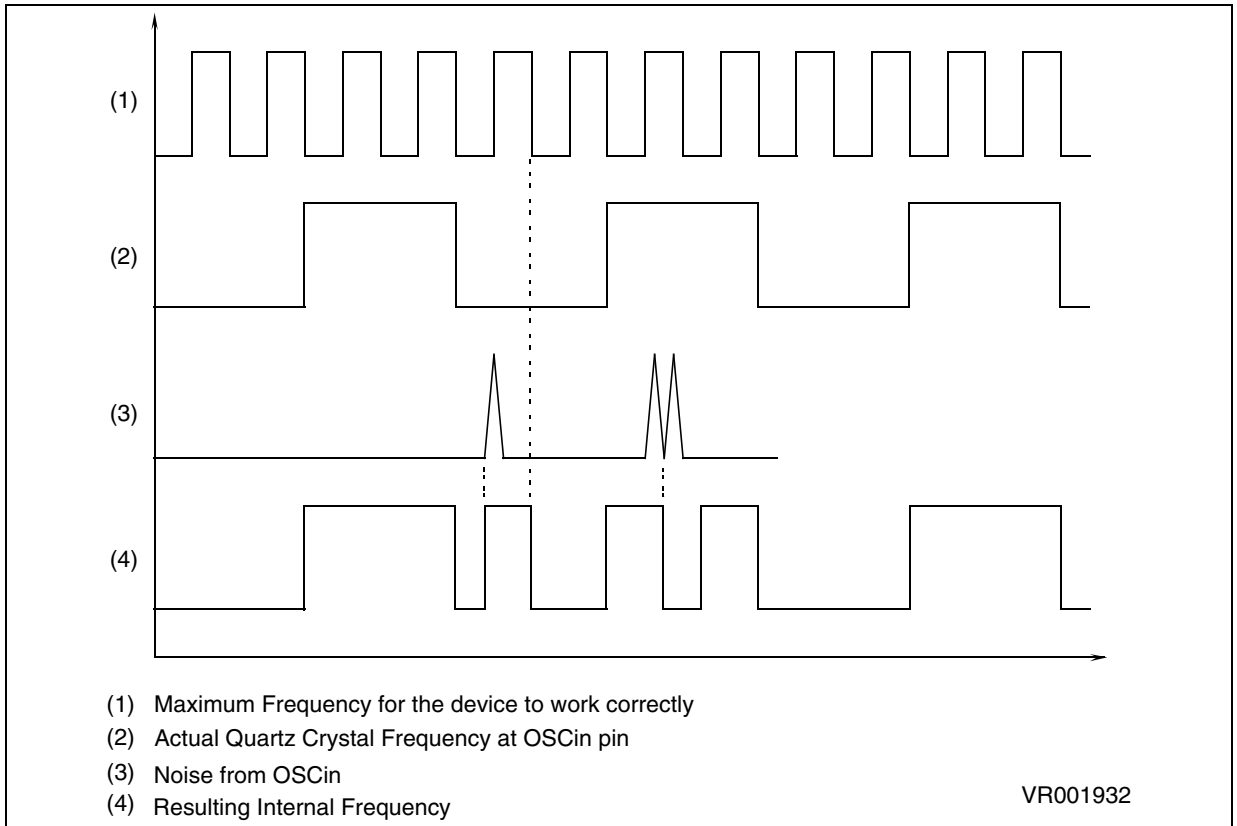 (1)
(2)
(3)
(4)
(1) Maximum Frequency for the device to work correctly
(2) Actual Quartz Crystal Frequency at OSCin pin
(3) Noise from OSCin
(4) Resulting Internal Frequency
VR001932